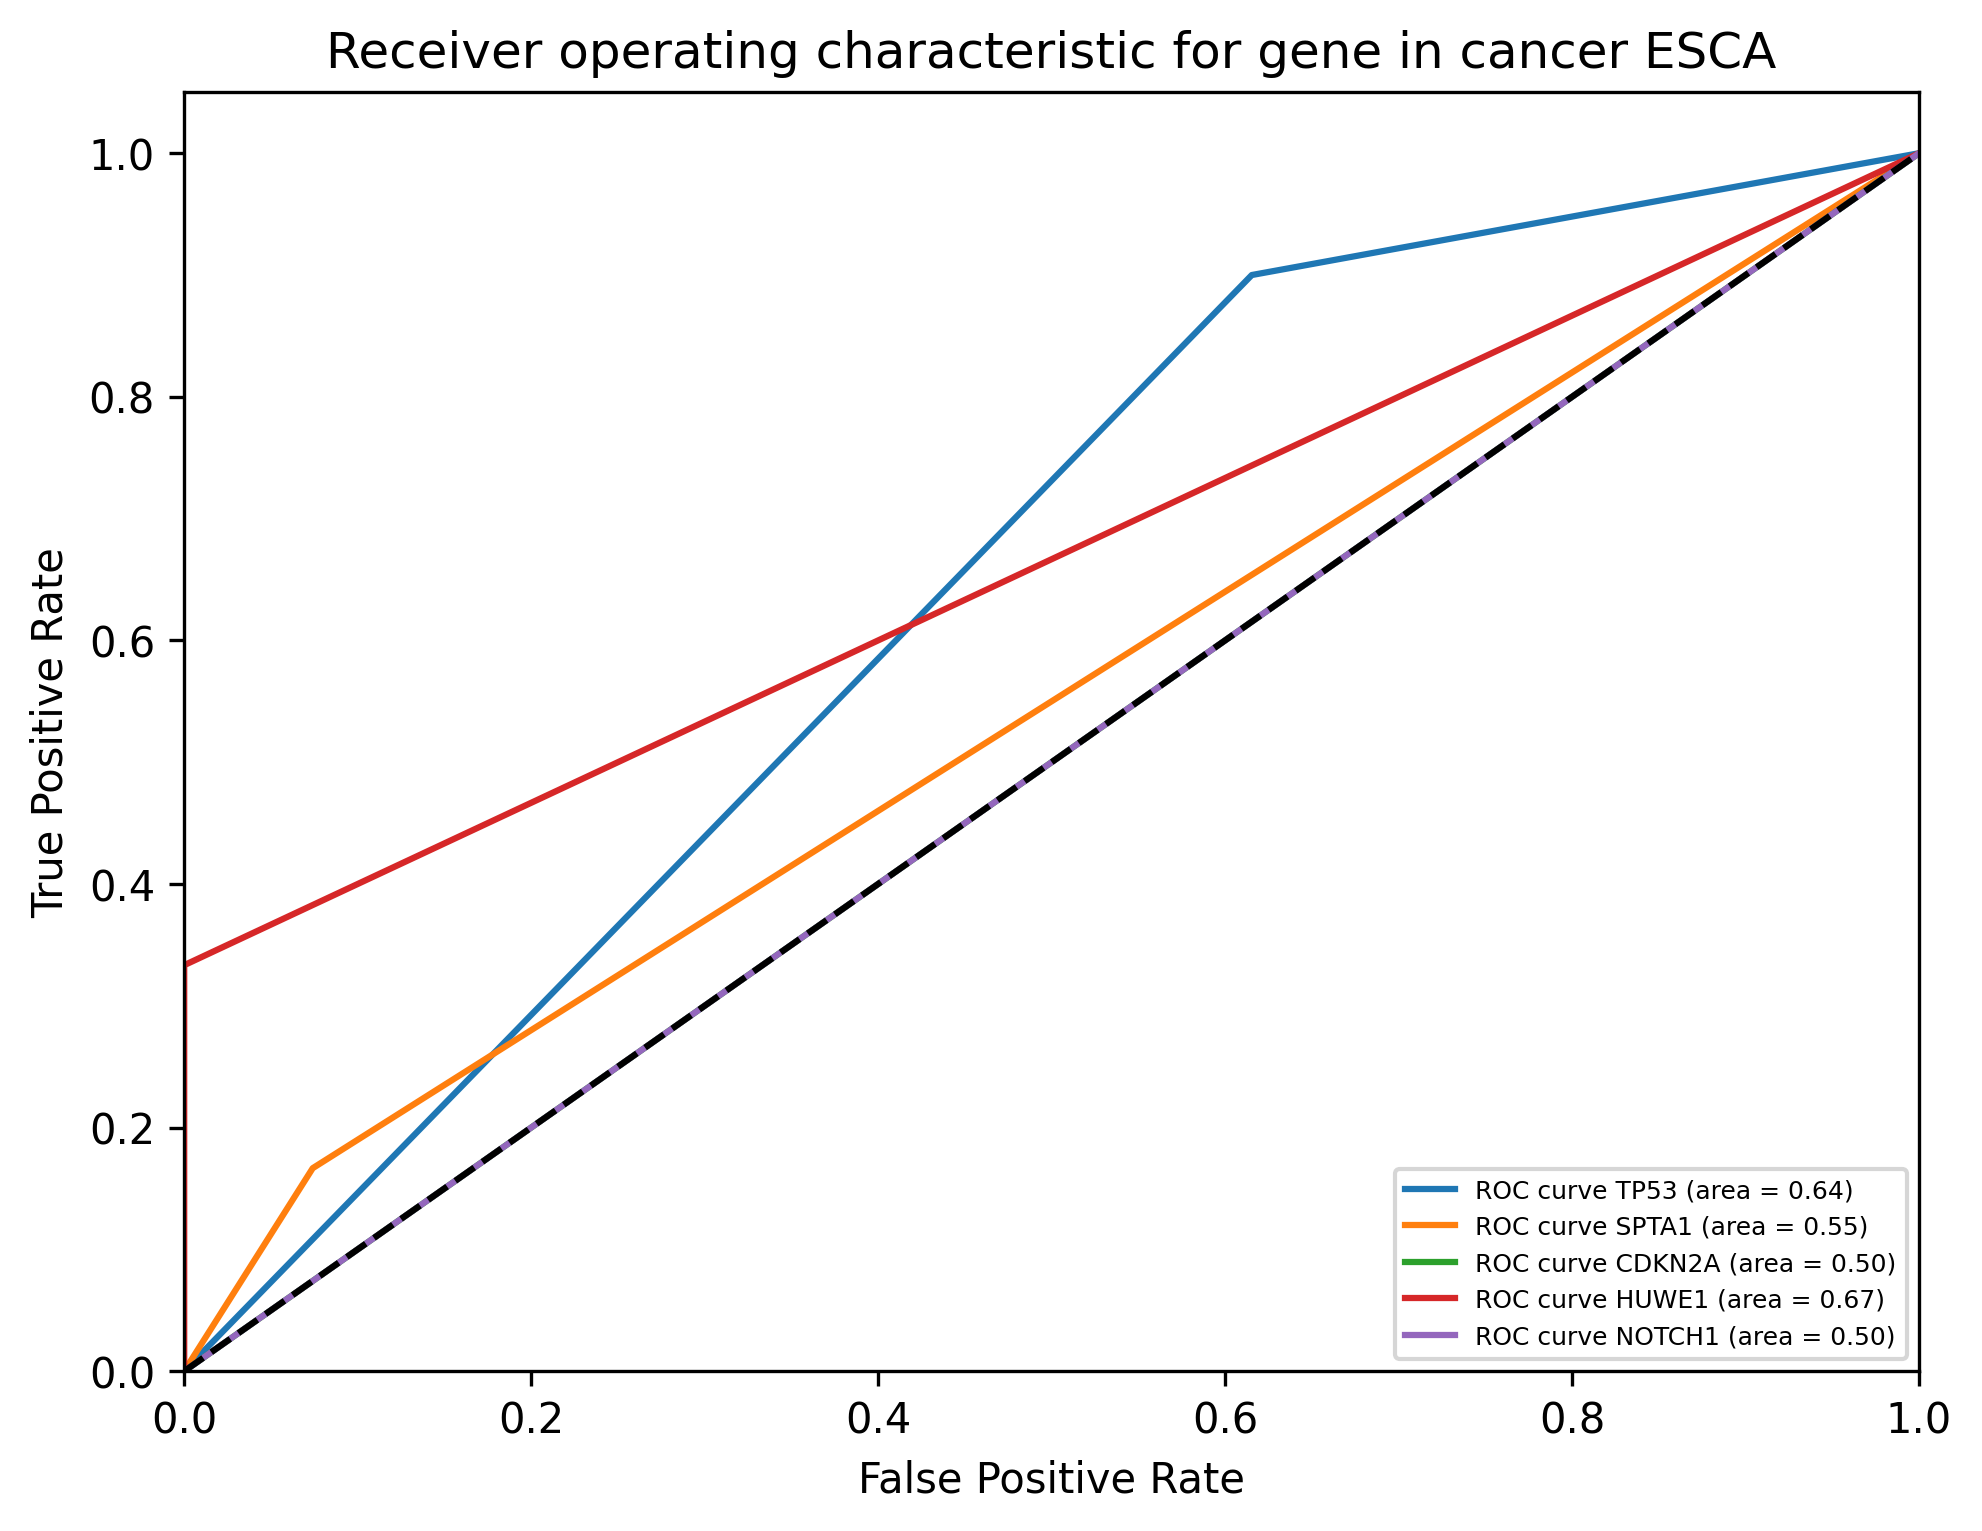 Receiver operating characteristic for gene in cancer ESCA
True Positive Rate
1.0
0.8
0.6
0.4
0.2
0.0
ROC curve TP53 (area = 0.64)
ROC curve SPTA1 (area = 0.55)
ROC curve CDKN2A (area = 0.50)
ROC curve HUWE1 (area = 0.67)
ROC curve NOTCH1 (area = 0.50)
0.0 0.2 0.4 0.6 0.8 1.0
False Positive Rate